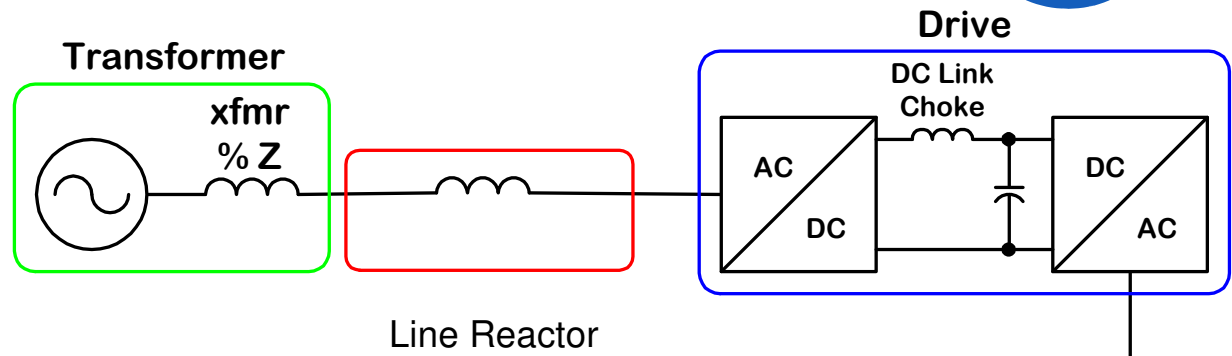 Transformer
xfmr
% Z
Line Reactor
Drive
DC Link
Choke
AC
DC
DC
AC